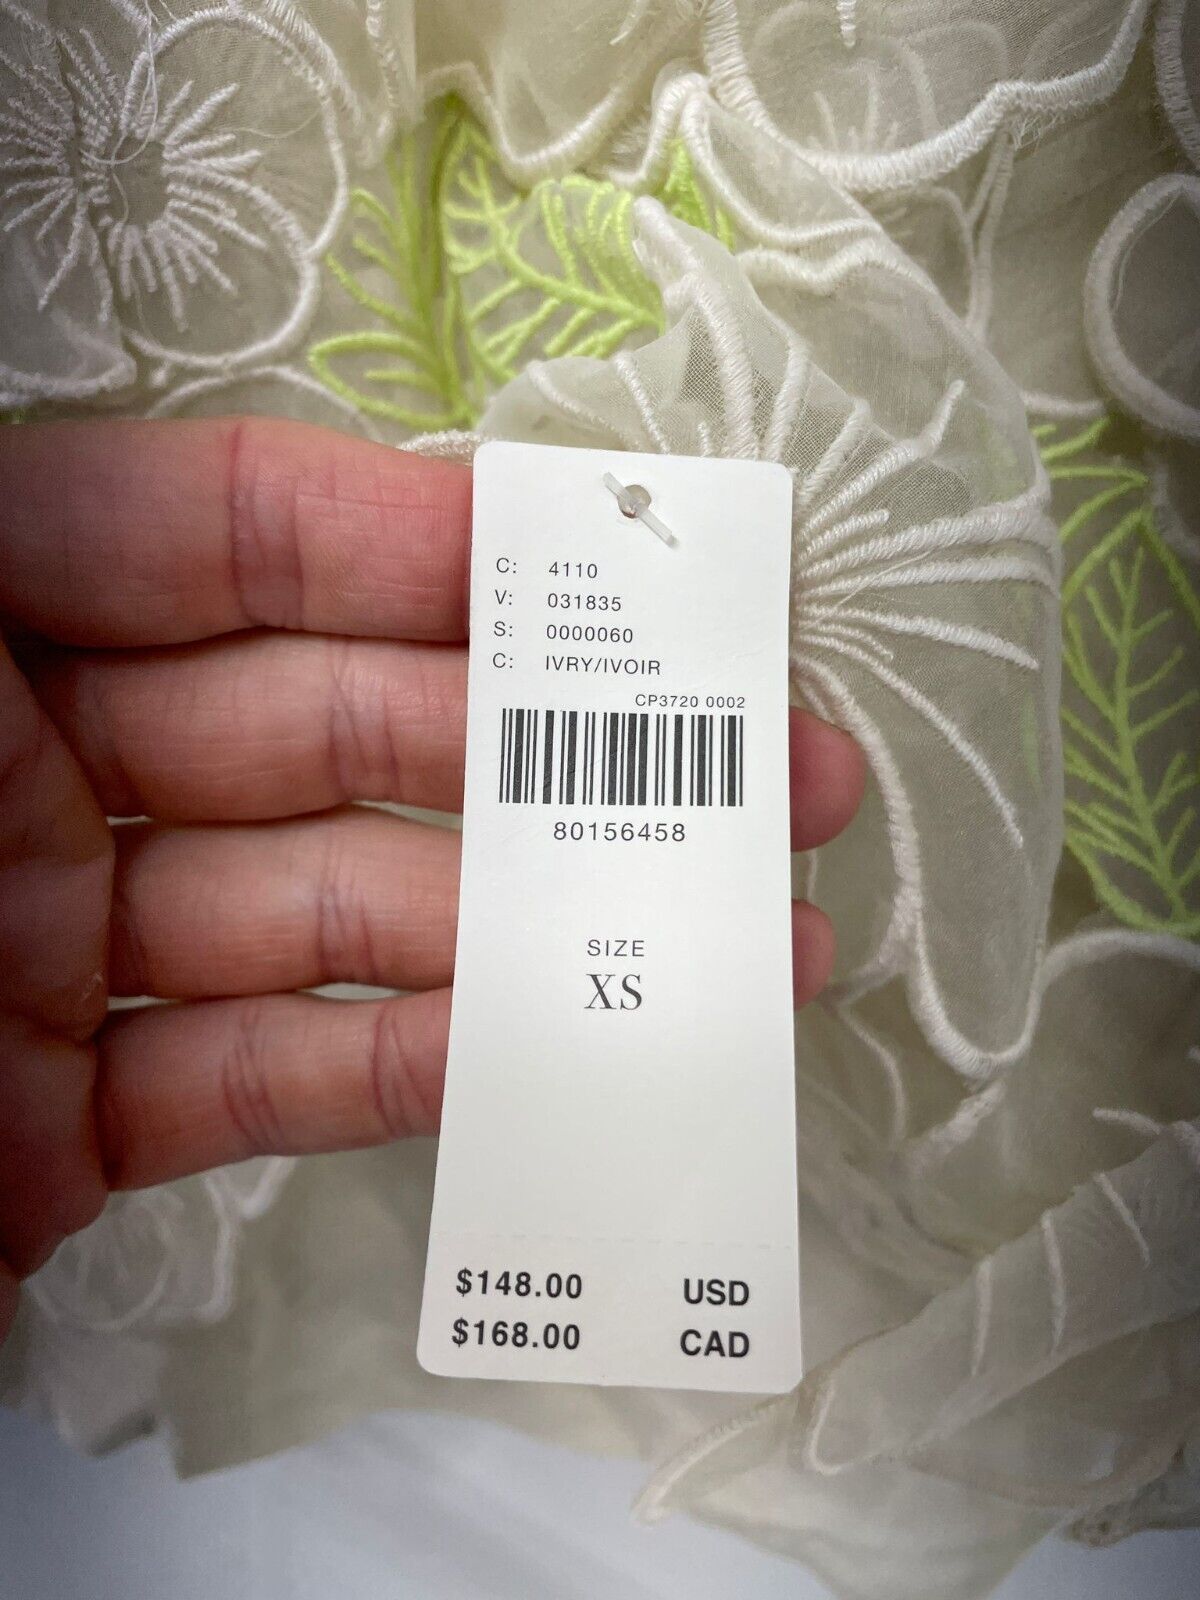 C: 4110
V: 031835
S: 0000060
C: IVRY/IVOIR
CP3720 0002
80156458
SIZE
XS
$148.00 USD
$168.00 CAD